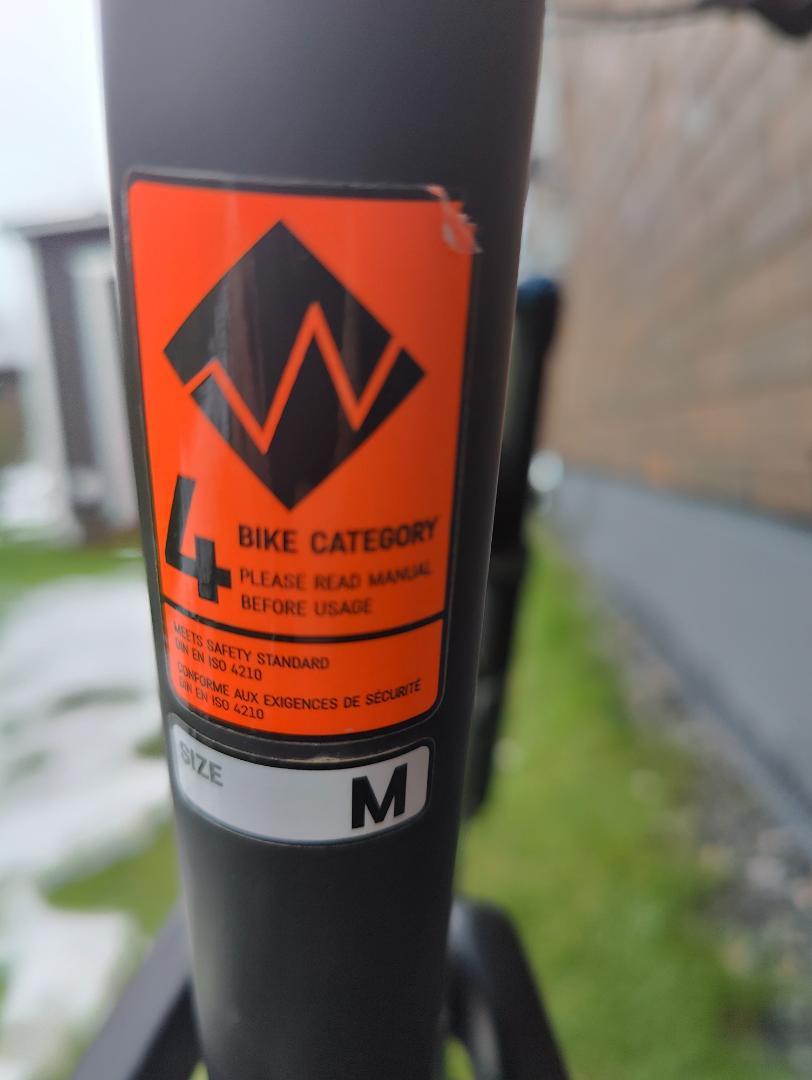 4
BIKE CATEGORY
PLEASE READ MANUAL
BEFORE USAGE
MEETS SAFETY STANDARD
DIN EN ISO 4210
CONFORME AUX EXIGENCES DE SÉCURITÉ
DIN EN ISO 4210
SIZE
M